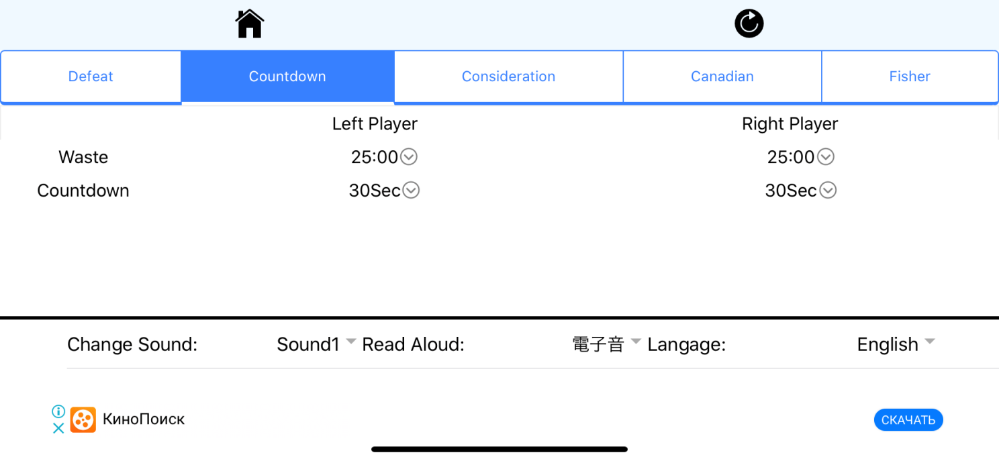 Defeat Countdown Consideration Canadian Fisher
Left Player Right Player
Waste 25:00 25:00
Countdown 30Sec 30Sec
Change Sound: Sound1 Read Aloud: 電子音 Langage: English
КиноПоиск СКАЧАТЬ